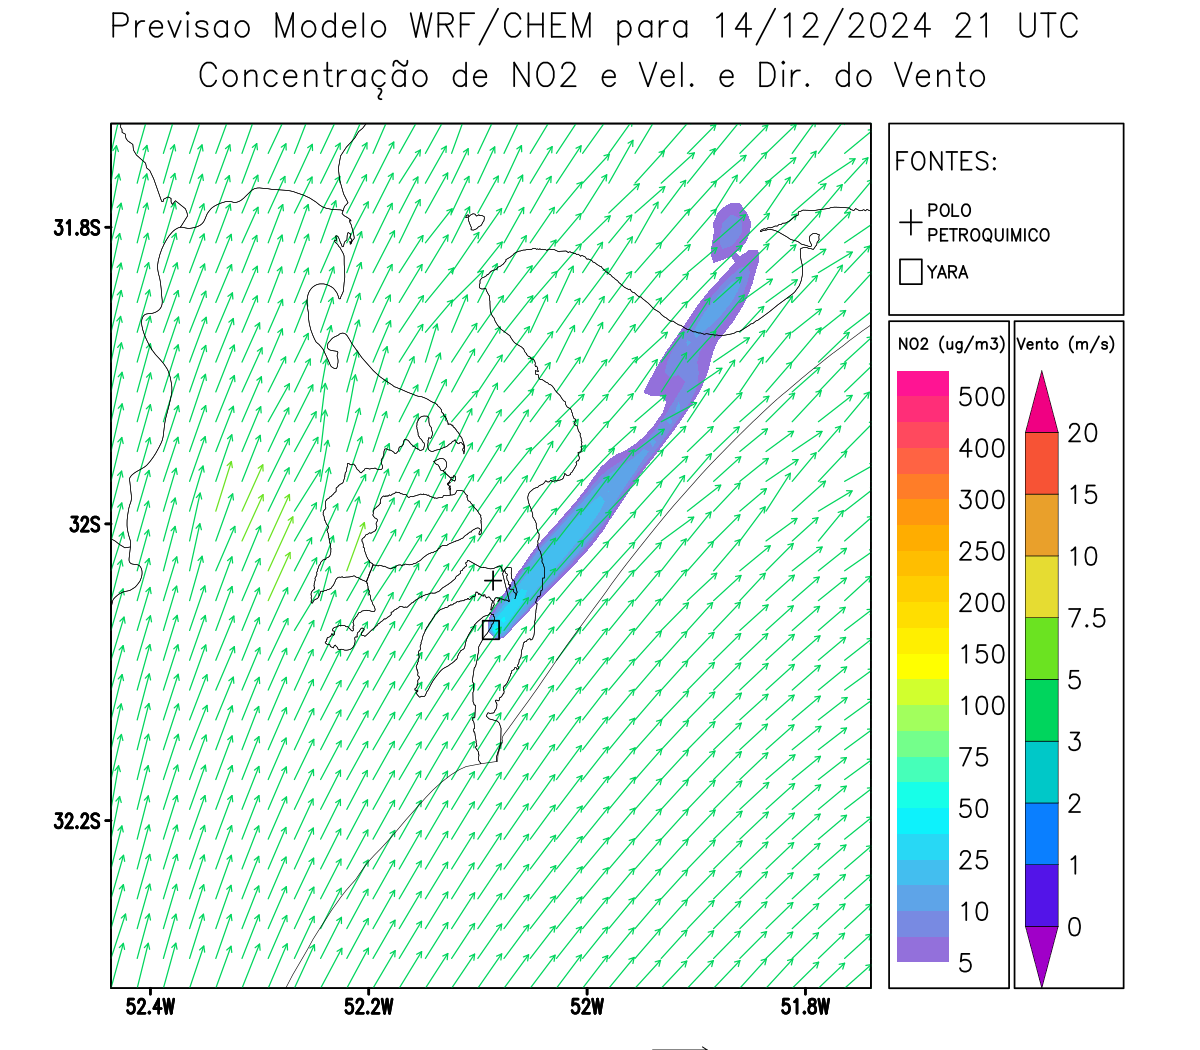 Previsao Modelo WRF/CHEM para 14/12/2024 21 UTC
Concentração de NO2 e Vel. e Dir. do Vento
FONTES:
POLO
PETROQUIMICO
YARA
NO2 (ug/m3)
500
400
300
250
200
150
100
75
50
25
10
5
Vento (m/s)
20
15
10
7.5
5
3
2
1
0
31.8S
32S
32.2S
52.4W
52.2W
52W
51.8W